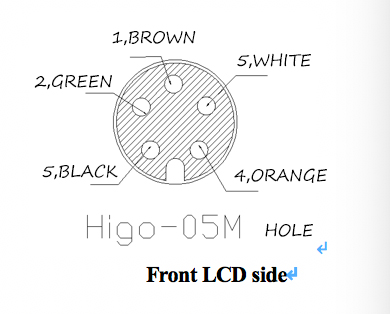 1,BROWN
5,WHITE
2,GREEN
5,BLACK
4,ORANGE
Higo-05M HOLE
Front LCD side